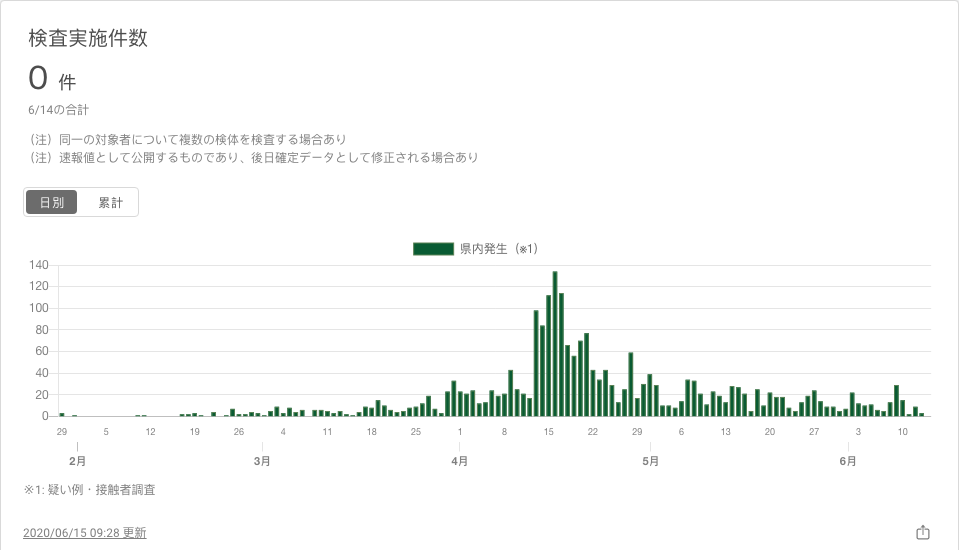 検査実施件数
0 件
6/14の合計
（注）同一の対象者について複数の検体を検査する場合あり
（注）速報値として公開するものであり、後日確定データとして修正される場合あり
日別 累計
県内発生（※1）
140
120
100
80
60
40
20
0
29 5 12 19 26 4 11 18 25 1 8 15 22 29 6 13 20 27 3 10
2月 3月 4月 5月 6月
※1: 疑い例・接触者調査
2020/06/15 09:28 更新